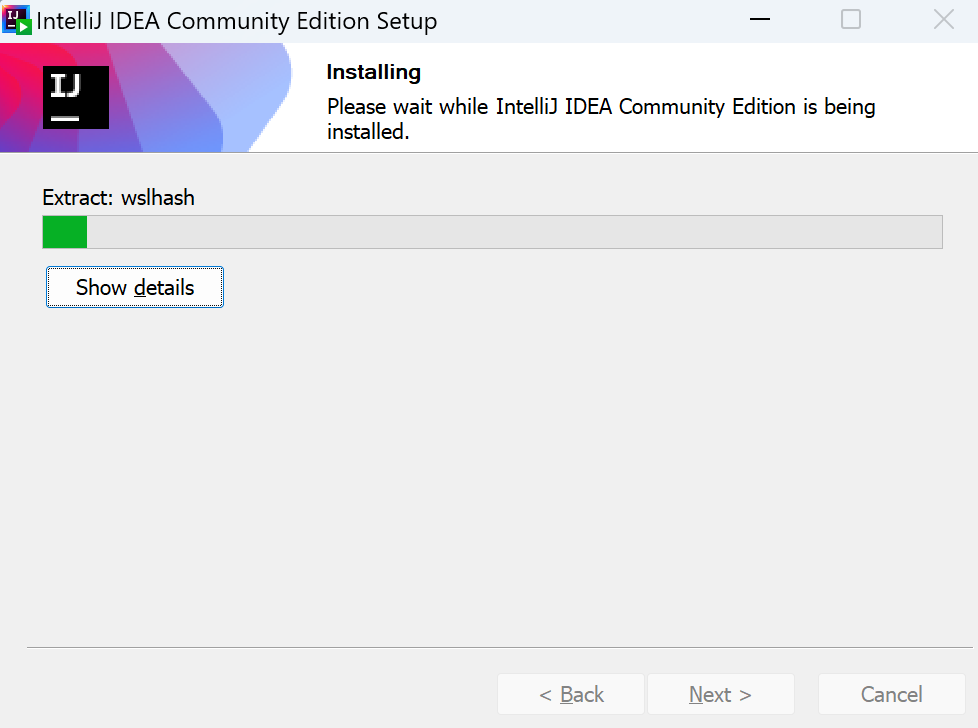 IntelliJ IDEA Community Edition Setup
IJ
Installing
Please wait while IntelliJ IDEA Community Edition is being
installed.
Extract: wslhash
Show details
< Back
Next >
Cancel